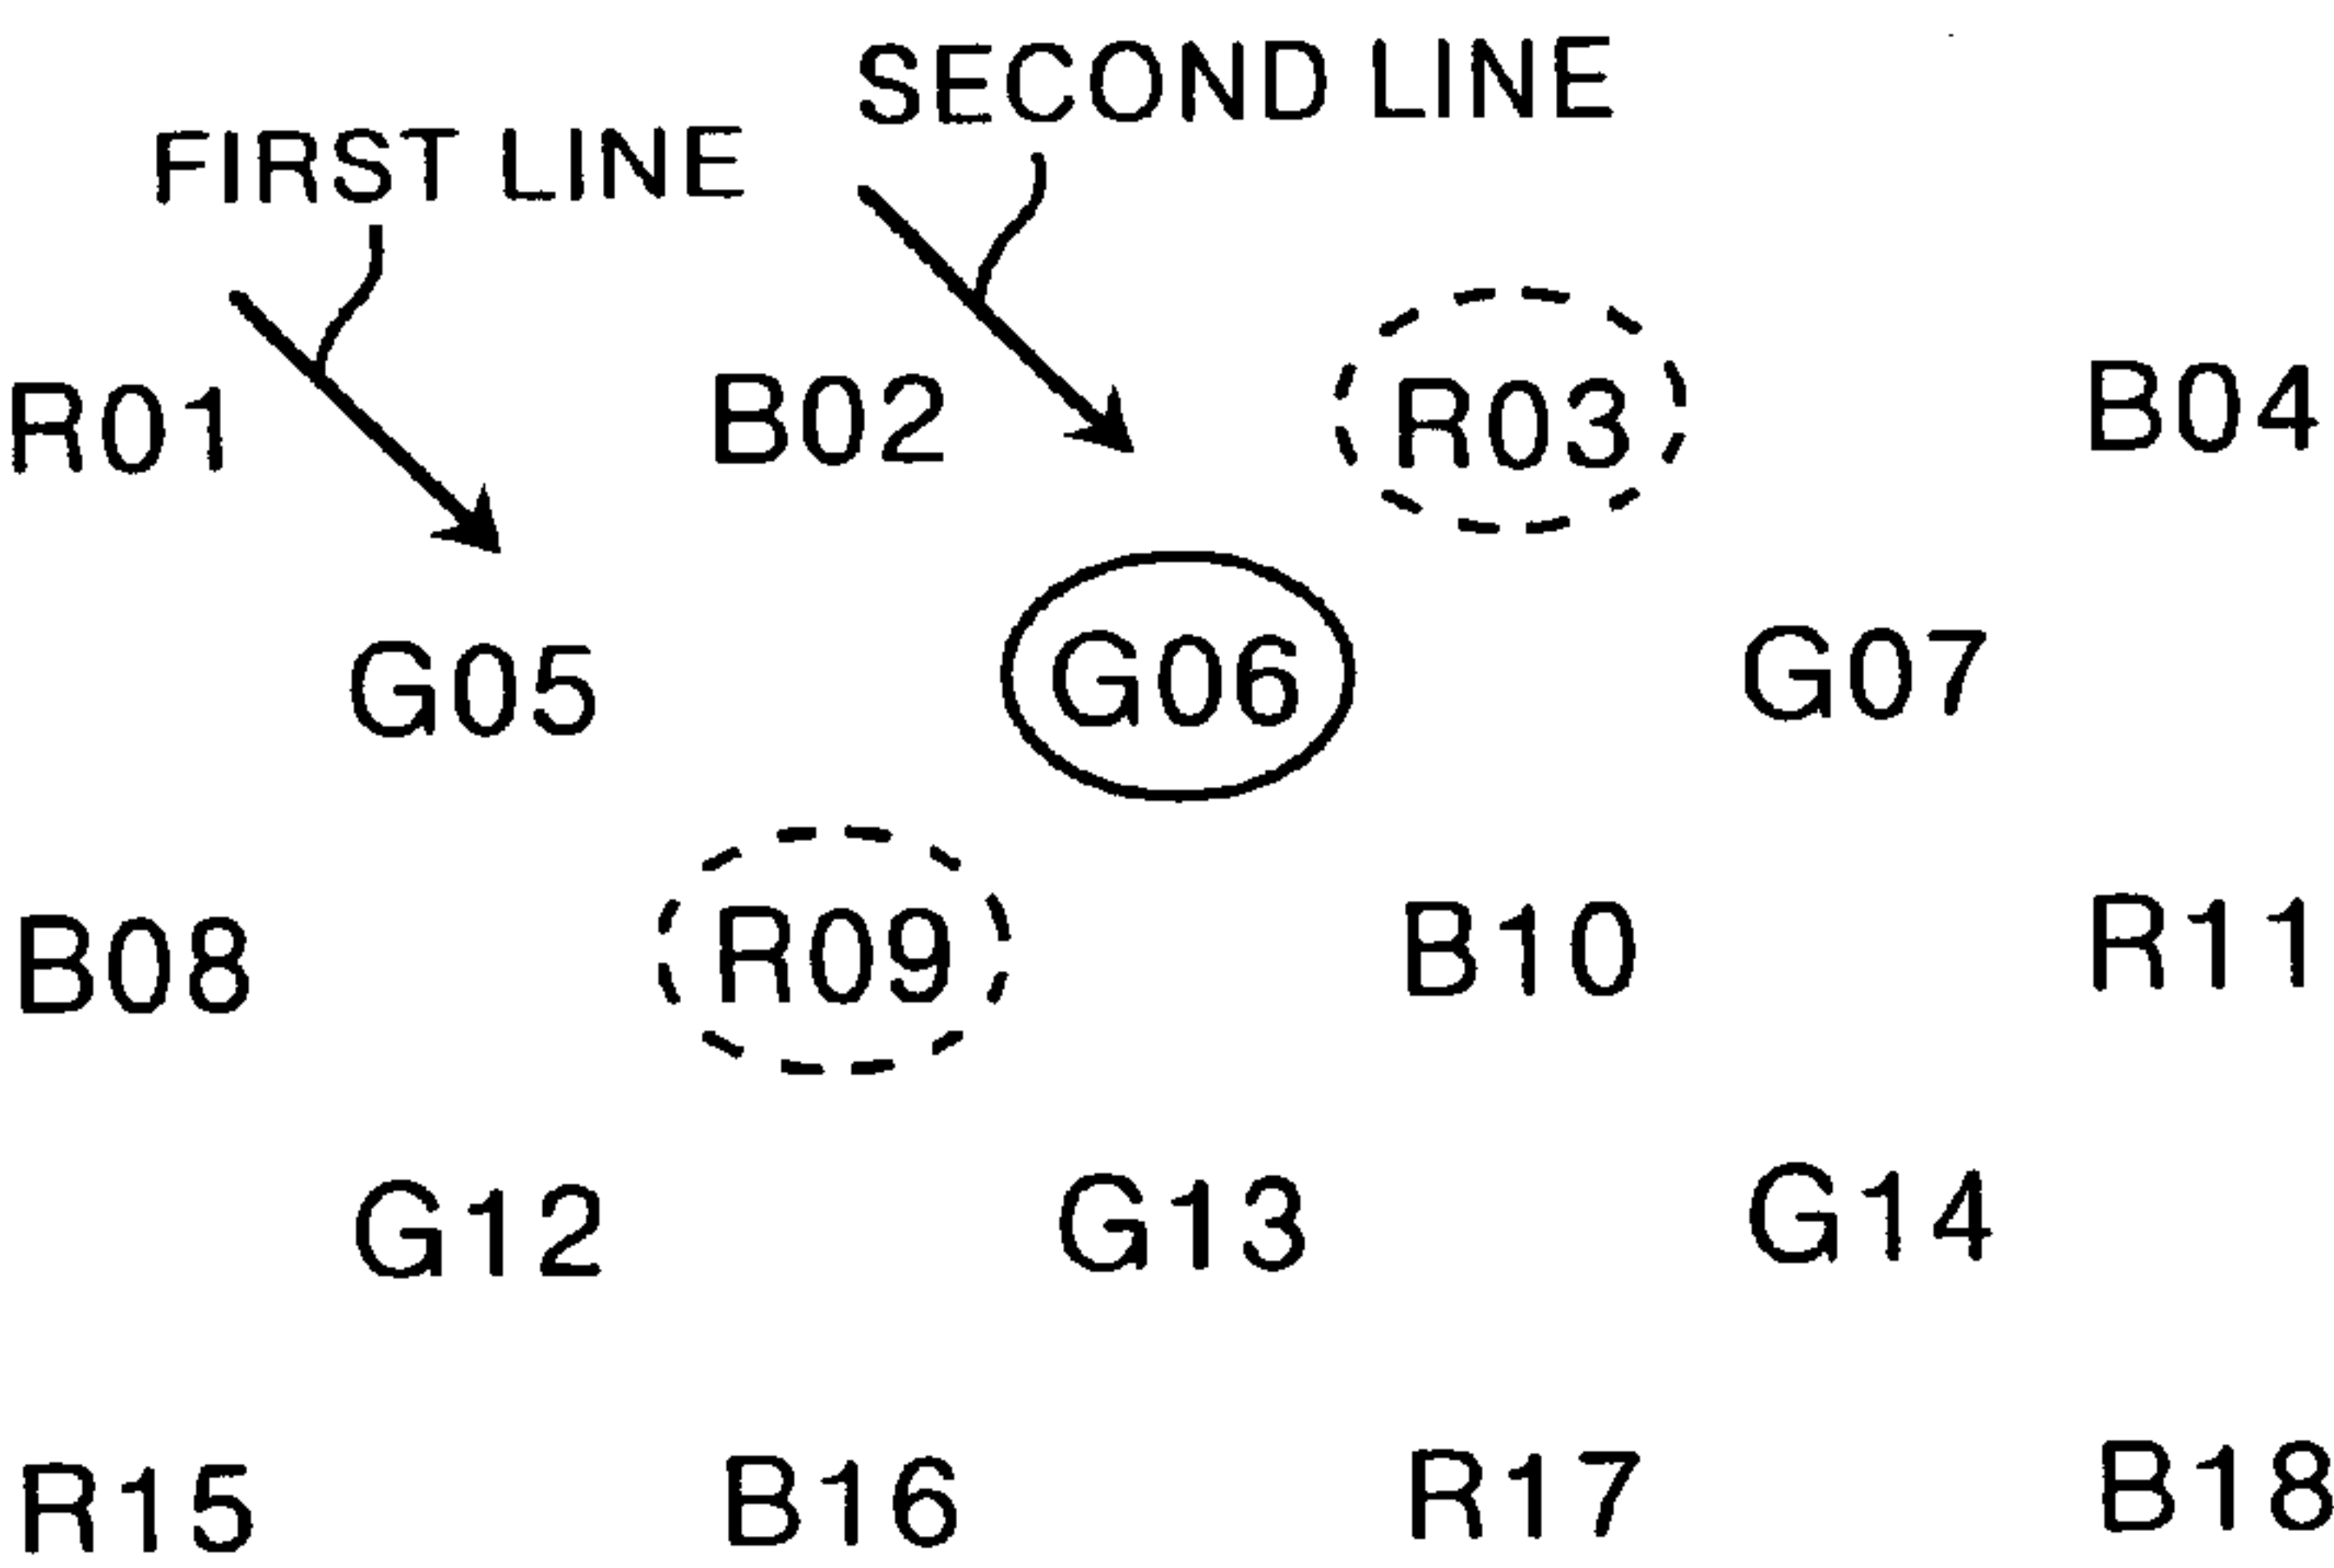 SECOND LINE
FIRST LINE
R01 B02 R03 B04
G05 G06 G07
B08 R09 B10 R11
G12 G13 G14
R15 B16 R17 B18